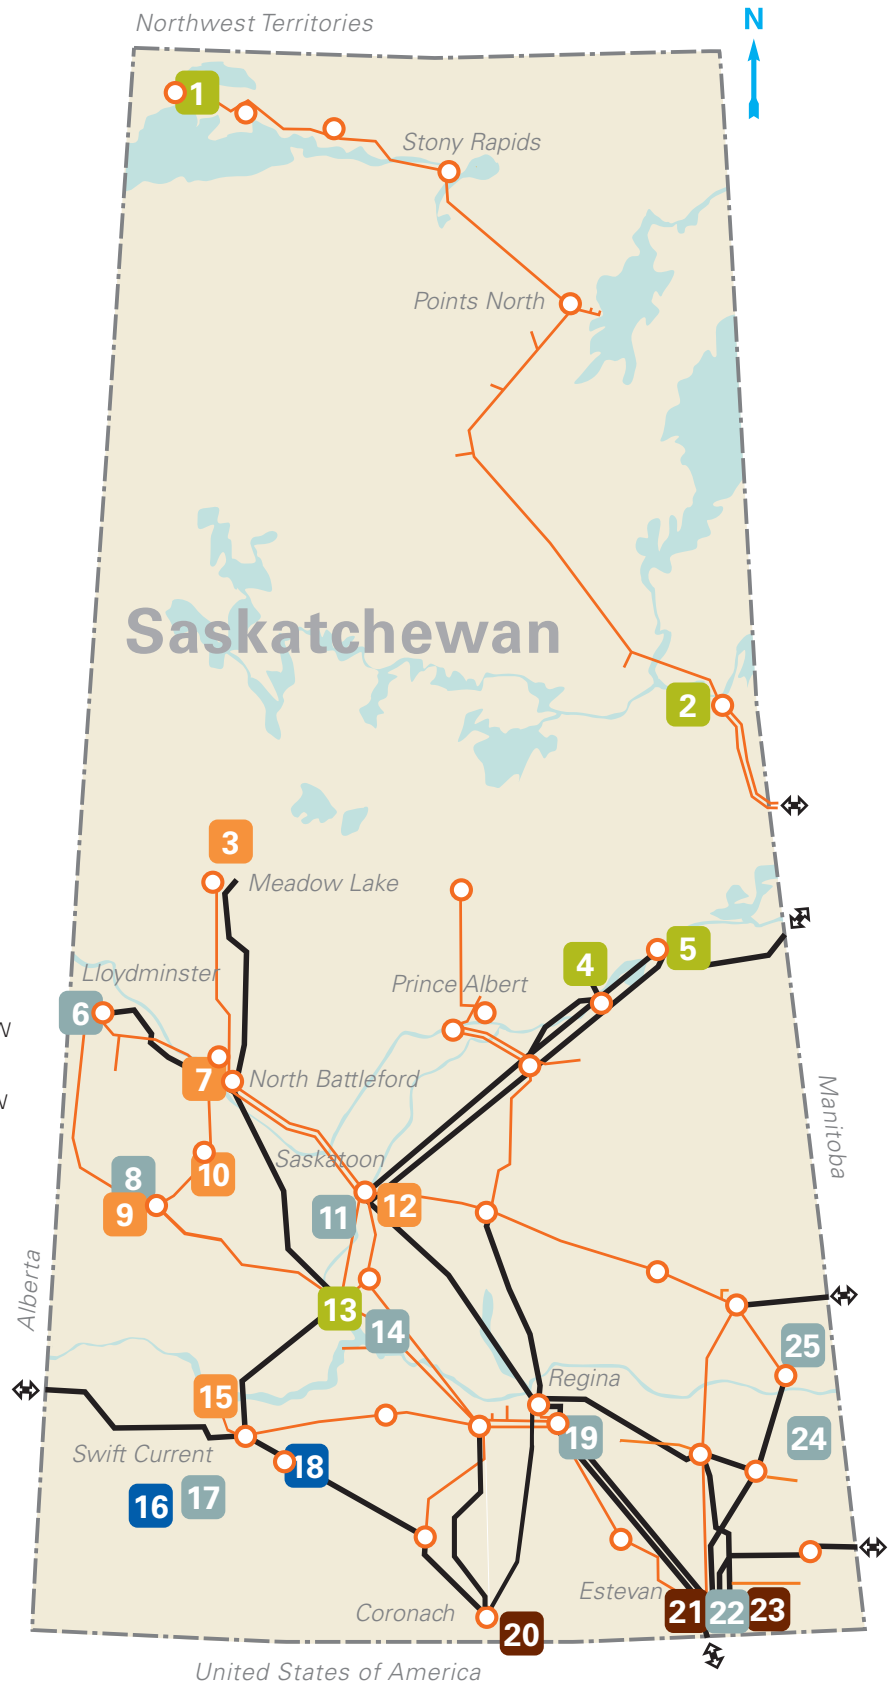 Northwest Territories
N
1
Stony Rapids
Points North
Saskatchewan
2
3
Meadow Lake
5
4
Lloydminster
Prince Albert
6
W
7
North Battleford
W
Manitoba
Saskatoon
8
10
9
12
11
Alberta
13
14
25
Regina
15
19
24
Swift Current
18
17
16
Estevan
21
22
23
Coronach
20
United States of America